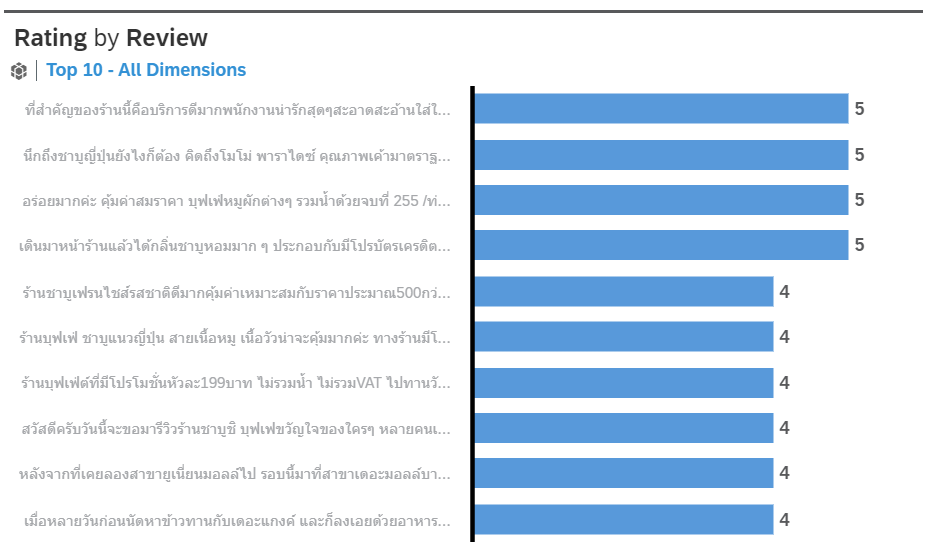 Rating by Review
Top 10 - All Dimensions
ที่สำคัญของร้านนี้คือบริการดีมากพนักงานน่ารักสุดๆสะอาดสะอ้านใส่ใ... 5
นึกถึงชาบูญี่ปุ่นยังไงก็ต้อง คิดถึงโมโม่ พาราไดซ์ คุณภาพเค้ามาตราฐ... 5
อร่อยมากค่ะ คุ้มค่าสมราคา บุฟเฟ่หมูผักต่างๆ รวมน้ำด้วยจบที่ 255 /ท่... 5
เดินมาหน้าร้านแล้วได้กลิ่นชาบูหอมมาก ๆ ประกอบกับมีโปรบัตรเครดิต... 5
ร้านชาบูเฟรนไชส์รสชาติดีมากคุ้มค่าเหมาะสมกับราคาประมาณ500กว่... 4
ร้านบุฟเฟ่ ชาบูแนวญี่ปุ่น สายเนื้อหมู เนื้อวัวน่าจะคุ้มมากค่ะ ทางร้านมีโ... 4
ร้านบุฟเฟ่ต์ที่มีโปรโมชั่นหัวละ199บาท ไม่รวมน้ำ ไม่รวมVAT ไปทานวั... 4
สวัสดีครับวันนี้จะขอมารีวิวร้านชาบูชิ บุฟเฟขวัญใจของใครๆ หลายคนเ... 4
หลังจากที่เคยลองสาขายูเนี่ยนมอลล์ไป รอบนี้มาที่สาขาเดอะมอลล์บา... 4
เมื่อหลายวันก่อนนัดหาข้าวทานกับเดอะแกงค์ และก็ลงเอยด้วยอาหาร... 4